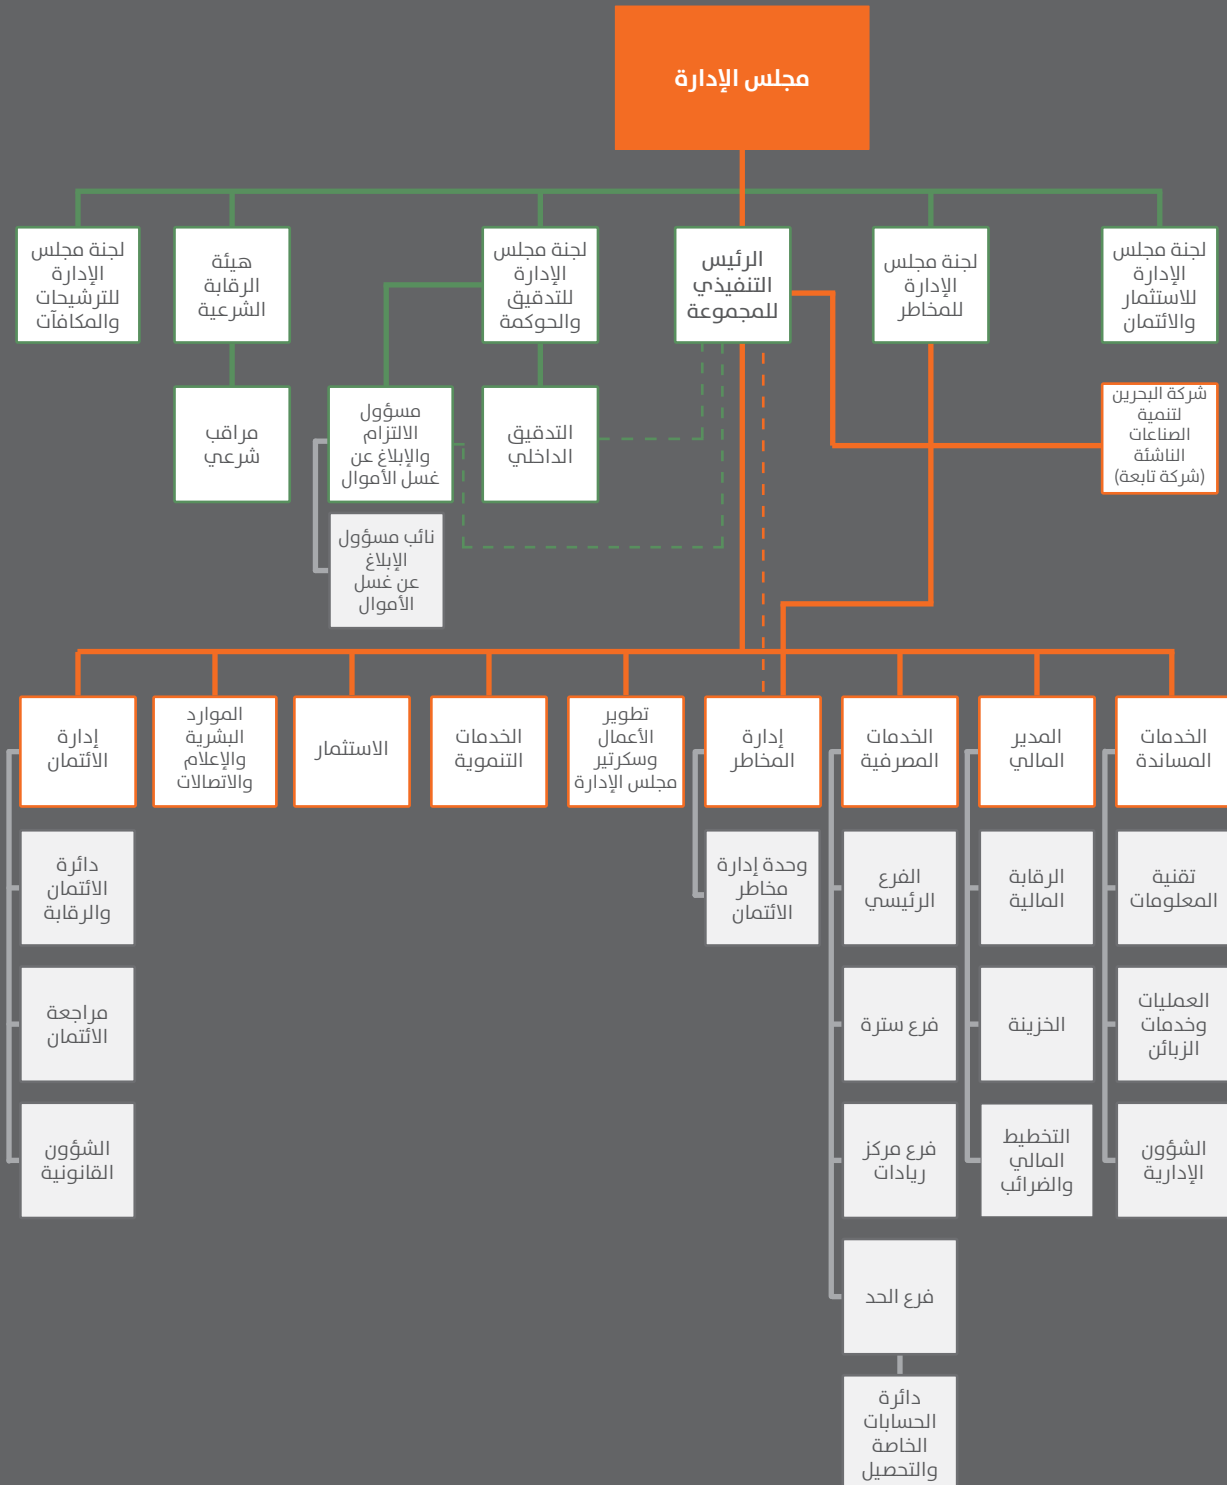 مجلس الإدارة
لجنة مجلس
الإدارة
للاستثمار
والائتمان
لجنة مجلس
الإدارة
للمخاطر
الرئيس
التنفيذي
للمجموعة
لجنة مجلس
الإدارة
للتدقيق
والحوكمة
هيئة
الرقابة
الشرعية
لجنة مجلس
الإدارة
للترشيحات
والمكافآت
شركة البحرين
لتنمية
الصناعات
الناشئة
(شركة تابعة)
التدقيق
الداخلي
مسؤول
الالتزام
والإبلاغ عن
غسل الأموال
مراقب
شرعي
نائب مسؤول
الإبلاغ
عن غسل
الأموال
الخدمات
المساندة
المدير
المالي
الخدمات
المصرفية
إدارة
المخاطر
تطوير
الأعمال
وسكرتير
مجلس الإدارة
الخدمات
التنموية
الاستثمار
الموارد
البشرية
والإعلام
والاتصالات
إدارة
الائتمان
تقنية
المعلومات
الرقابة
المالية
الفرع
الرئيسي
وحدة إدارة
مخاطر
الائتمان
دائرة
الائتمان
والرقابة
العمليات
وخدمات
الزبائن
الخزينة
فرع سترة
مراجعة
الائتمان
الشؤون
الإدارية
التخطيط
المالي
والضرائب
فرع مركز
ريادات
الشؤون
القانونية
فرع الحد
دائرة
الحسابات
الخاصة
والتحصيل